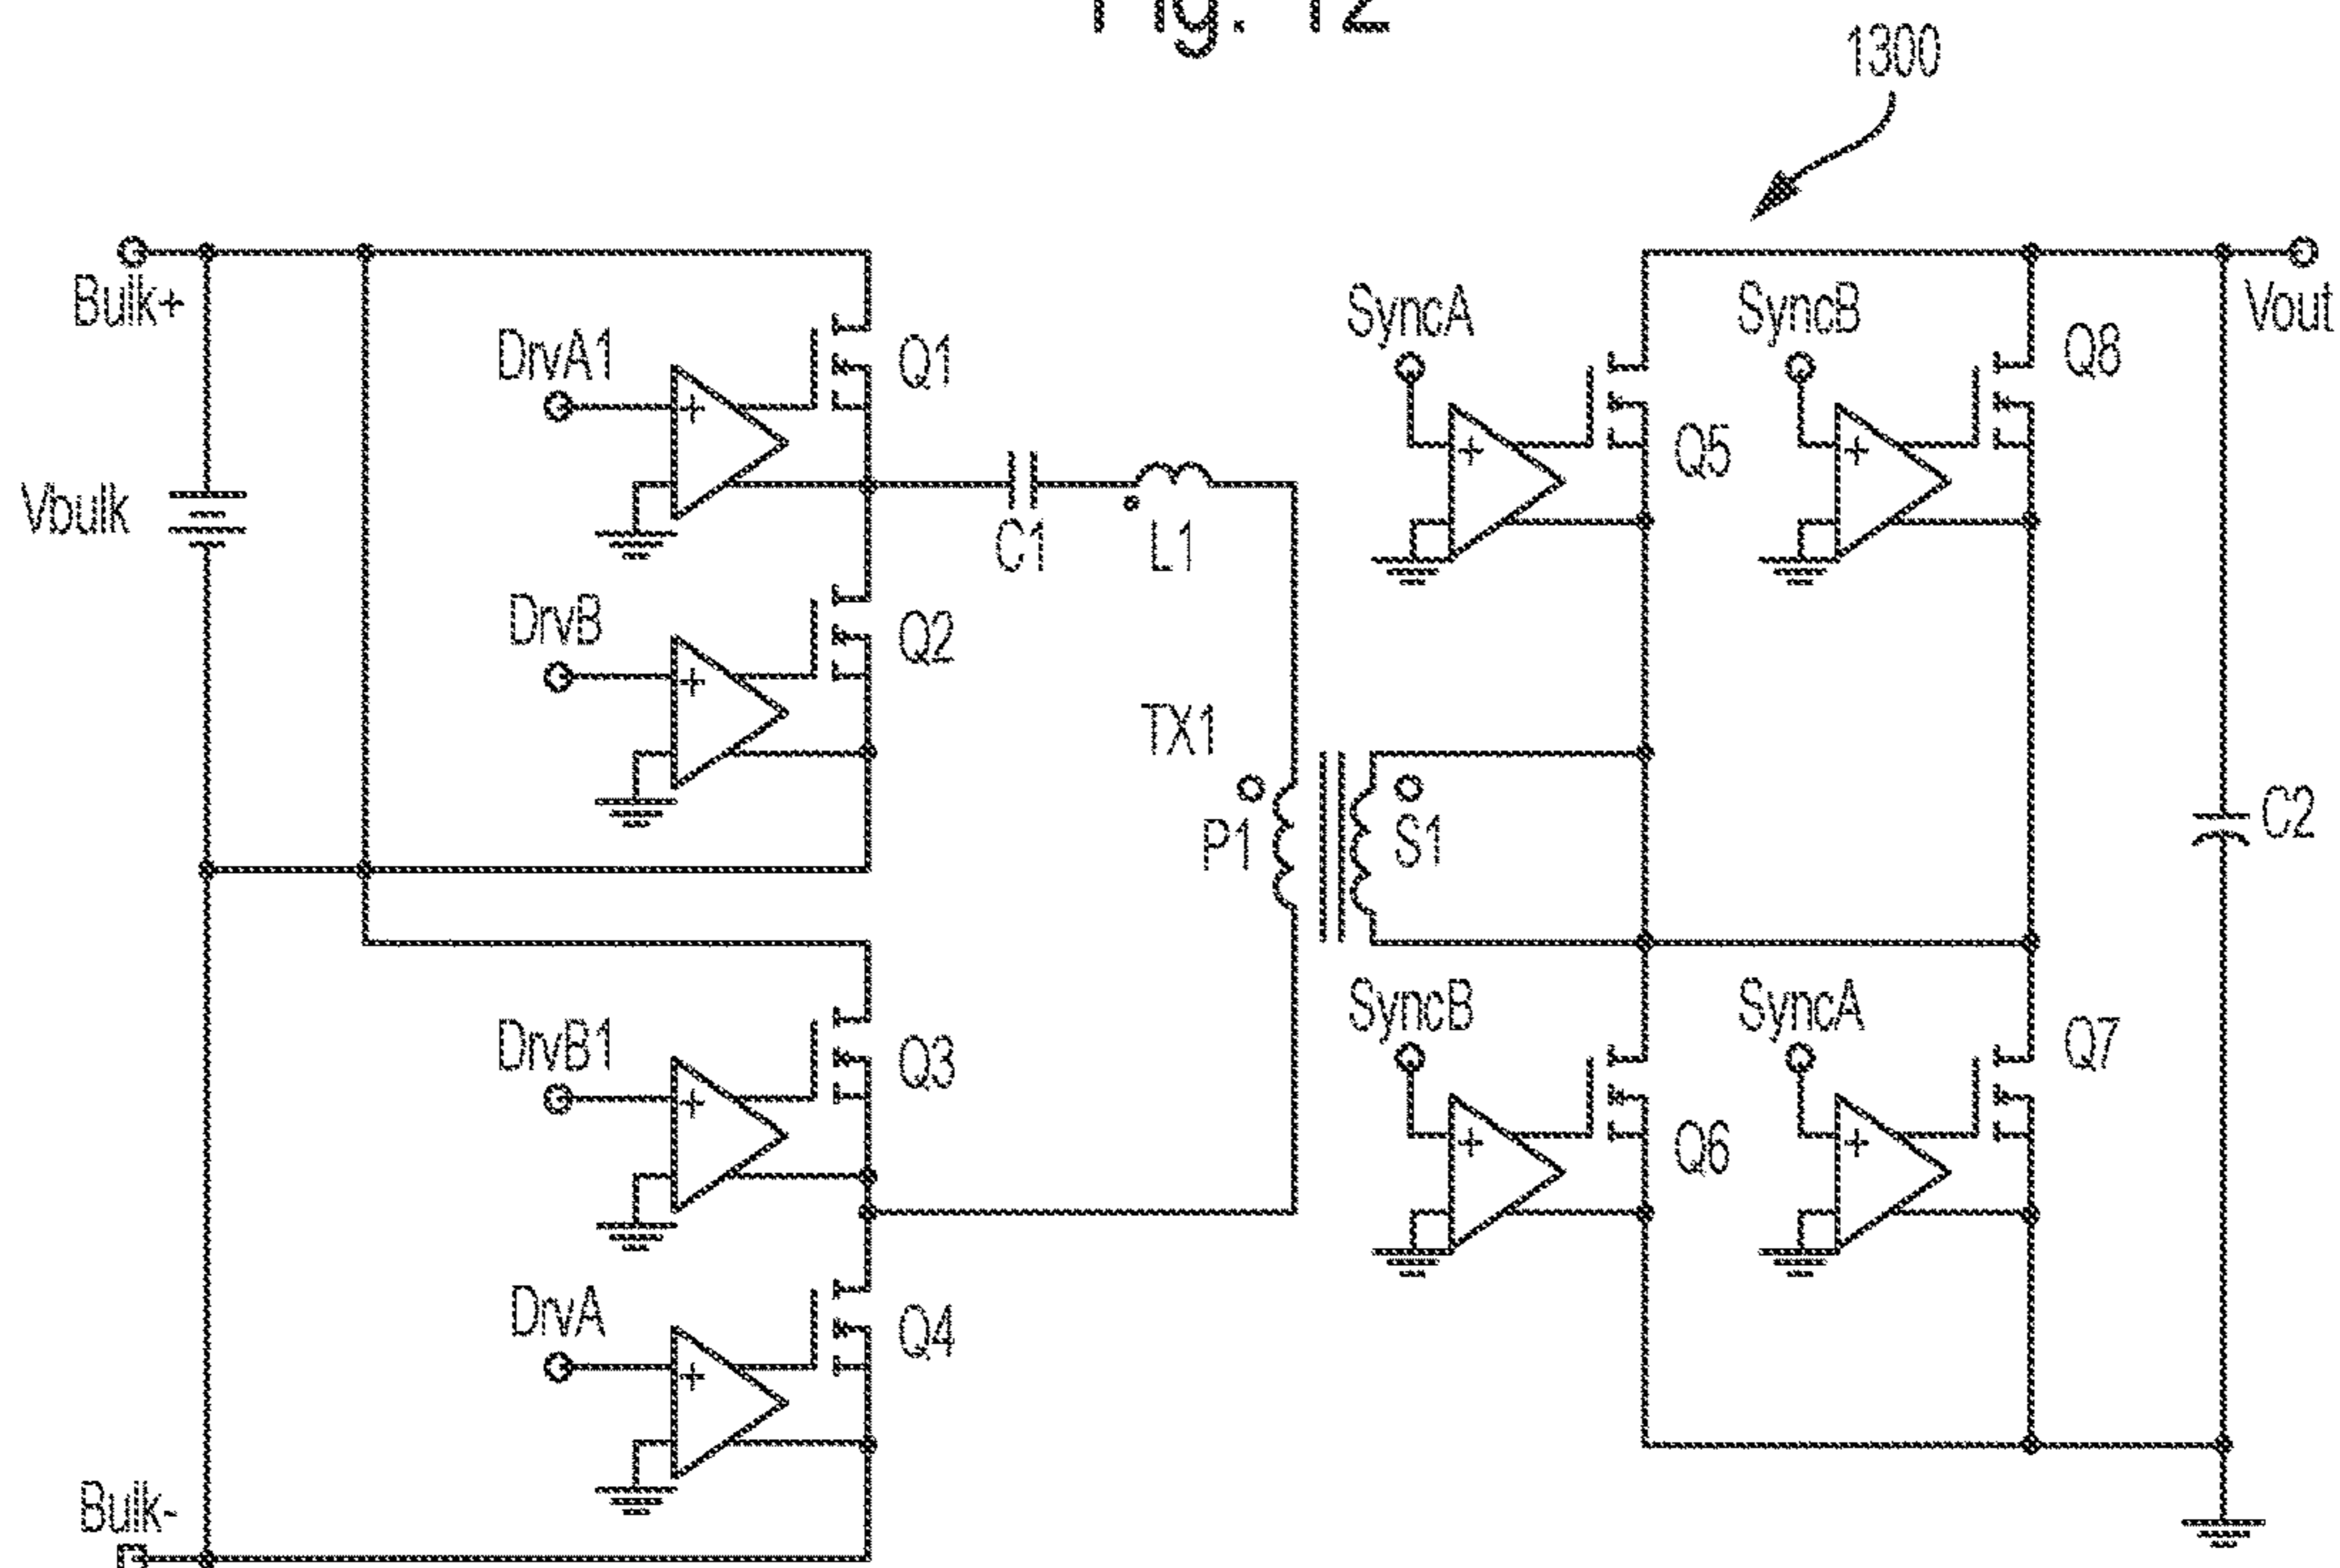 Fig. 12
1300
Bulk+
Vbulk
DrvA1
Q1
DrvB
Q2
C1
L1
TX1
P1
S1
DrvB1
Q3
DrvA
Q4
Bulk-
SyncA
Q5
SyncB
Q8
Vout
C2
SyncB
Q6
SyncA
Q7
+
+
+
+
+
+
+
+